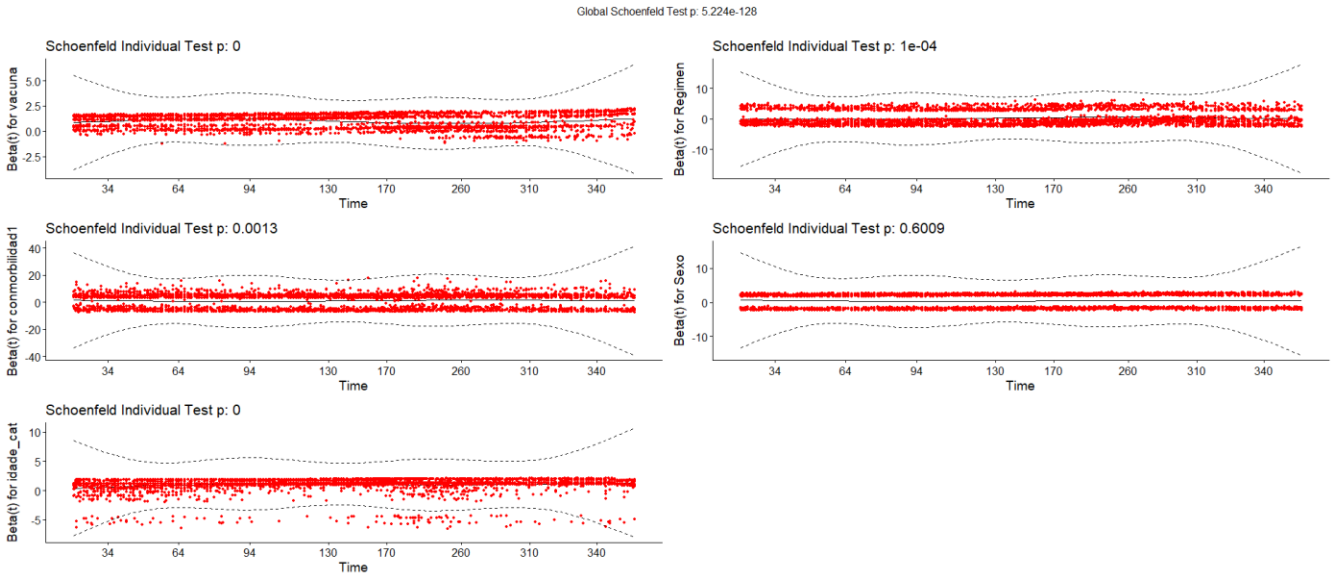 Global Schoenfeld Test p: 5.224e-128
Schoenfeld Individual Test p: 0
Beta(t) for vacuna
5.0
2.5
0.0
-2.5
34 64 94 130 170 260 310 340
Time
Schoenfeld Individual Test p: 1e-04
Beta(t) for Regimen
10
0
-10
34 64 94 130 170 260 310 340
Time
Schoenfeld Individual Test p: 0.0013
Beta(t) for conmorbilidad1
40
20
0
-20
-40
34 64 94 130 170 260 310 340
Time
Schoenfeld Individual Test p: 0.6009
Beta(t) for Sexo
10
0
-10
34 64 94 130 170 260 310 340
Time
Schoenfeld Individual Test p: 0
Beta(t) for idade_cat
10
5
0
-5
34 64 94 130 170 260 310 340
Time